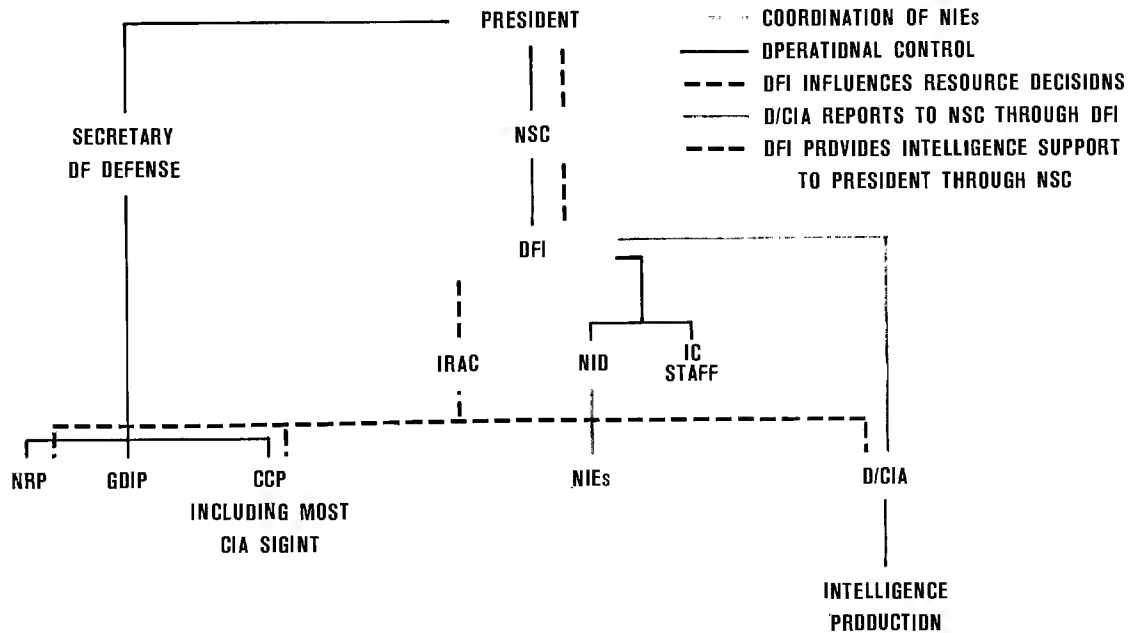 PRESIDENT
COORDINATION OF NIEs
OPERATIONAL CONTROL
DFI INFLUENCES RESOURCE DECISIONS
D/CIA REPORTS TO NSC THROUGH DFI
DFI PROVIDES INTELLIGENCE SUPPORT
TO PRESIDENT THROUGH NSC
SECRETARY
OF DEFENSE
NSC
DFI
IRAC
NIO
IC
STAFF
NRP
GDIP
CCP
INCLUDING MOST
CIA SIGINT
NIEs
D/CIA
INTELLIGENCE
PRODUCTION